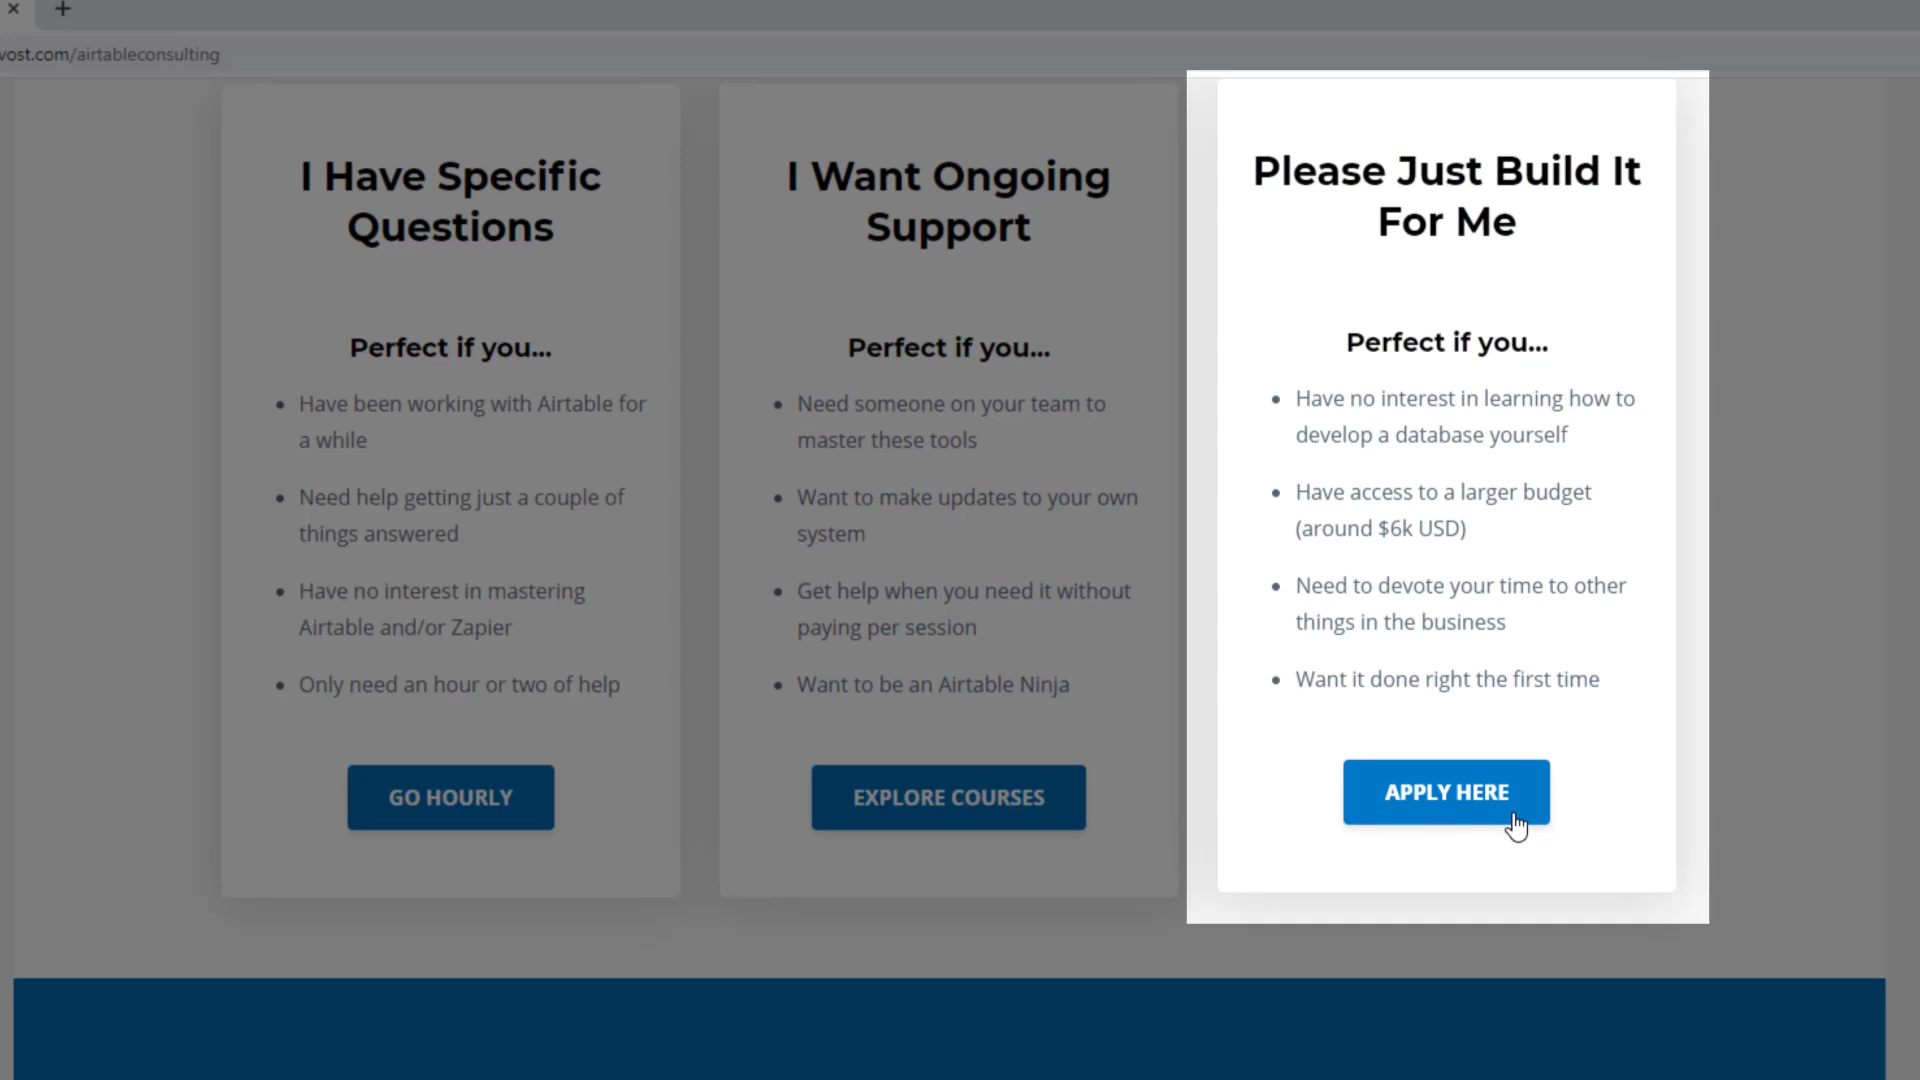 vost.com/airtableconsulting
I Have Specific
Questions
Perfect if you...
Have been working with Airtable for
a while
Need help getting just a couple of
things answered
Have no interest in mastering
Airtable and/or Zapier
Only need an hour or two of help
GO HOURLY
I Want Ongoing
Support
Perfect if you...
Need someone on your team to
master these tools
Want to make updates to your own
system
Get help when you need it without
paying per session
Want to be an Airtable Ninja
EXPLORE COURSES
Please Just Build It
For Me
Perfect if you...
Have no interest in learning how to
develop a database yourself
Have access to a larger budget
(around $6k USD)
Need to devote your time to other
things in the business
Want it done right the first time
APPLY HERE